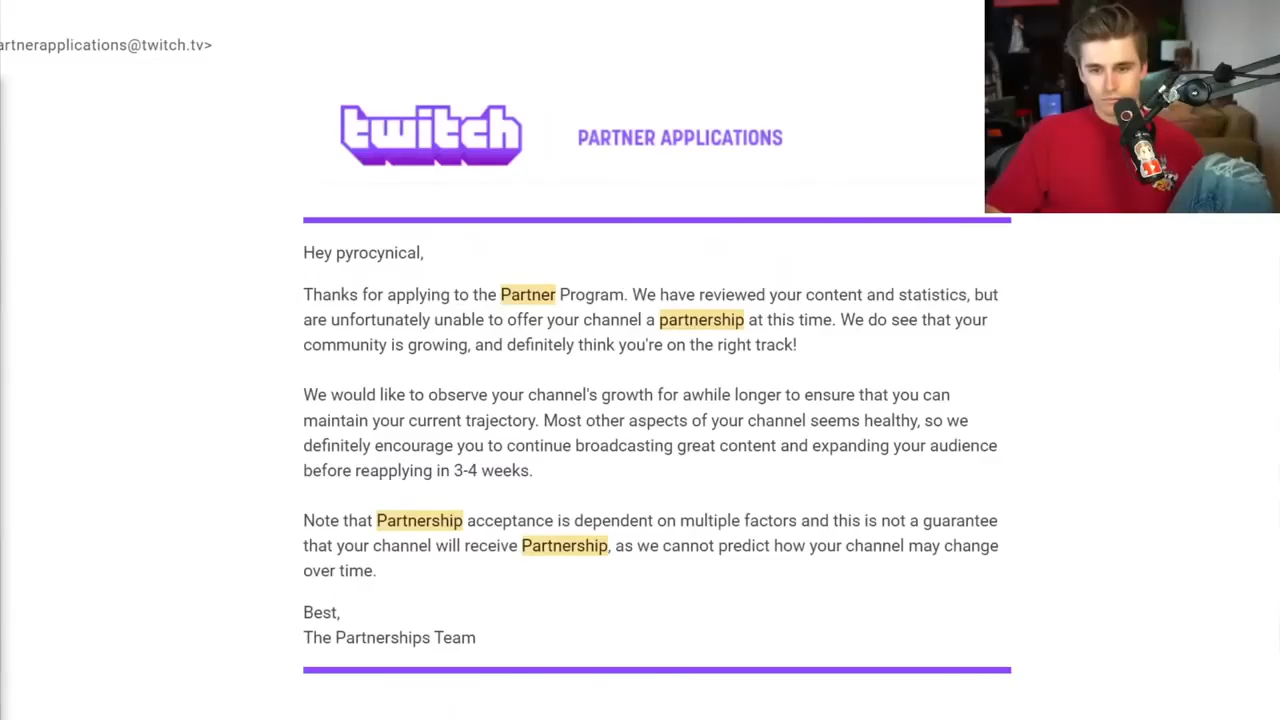 artnerapplications@twitch.tv>
twitch
PARTNER APPLICATIONS
Hey pyrocynical,
Thanks for applying to the Partner Program. We have reviewed your content and statistics, but
are unfortunately unable to offer your channel a partnership at this time. We do see that your
community is growing, and definitely think you're on the right track!
We would like to observe your channel's growth for awhile longer to ensure that you can
maintain your current trajectory. Most other aspects of your channel seems healthy, so we
definitely encourage you to continue broadcasting great content and expanding your audience
before reapplying in 3-4 weeks.
Note that Partnership acceptance is dependent on multiple factors and this is not a guarantee
that your channel will receive Partnership, as we cannot predict how your channel may change
over time.
Best,
The Partnerships Team